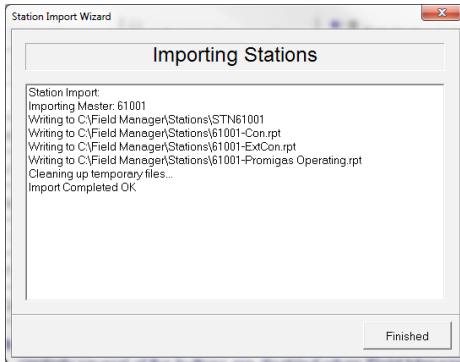 Station Import Wizard
Importing Stations
Station Import:
Importing Master: 61001
Writing to C:\Field Manager\Stations\STN61001
Writing to C:\Field Manager\Stations\61001-Con.rpt
Writing to C:\Field Manager\Stations\61001-ExtCon.rpt
Writing to C:\Field Manager\Stations\61001-Promigas Operating.rpt
Cleaning up temporary files...
Import Completed OK
Finished